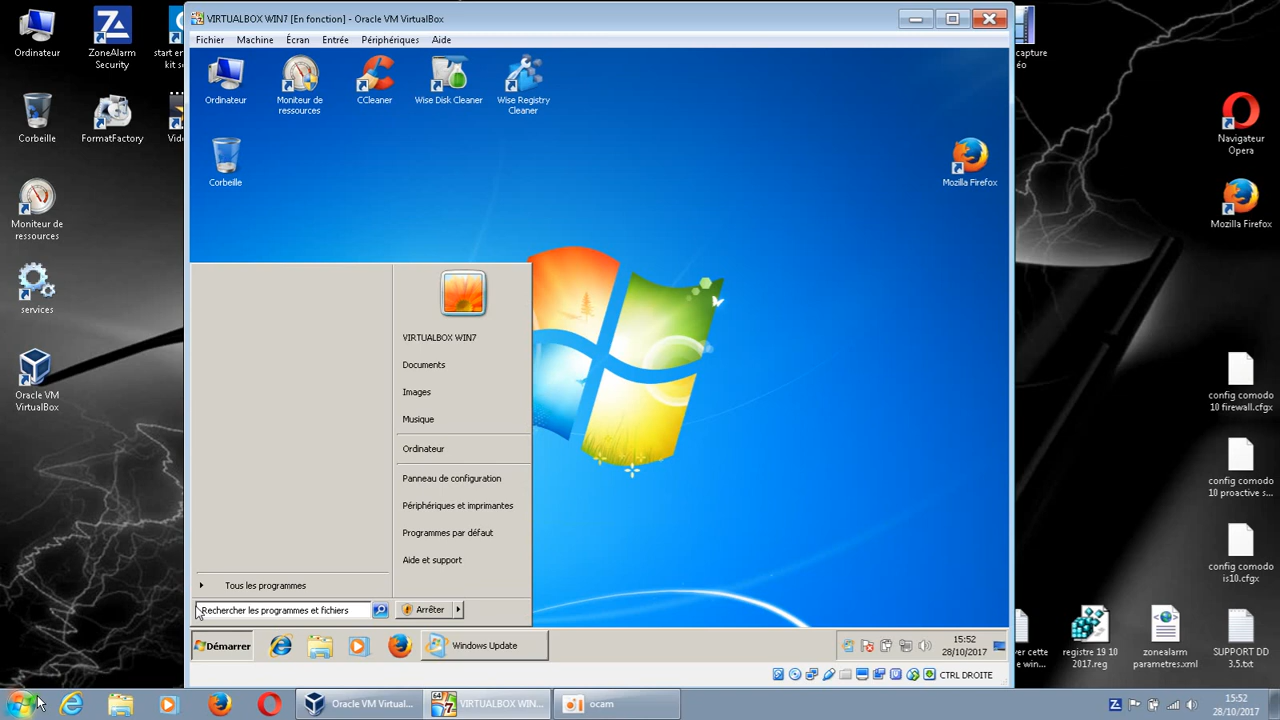 VIRTUALBOX WIN7 [En fonction] - Oracle VM VirtualBox
Fichier Machine Écran Entrée Périphériques Aide
Ordinateur
ZoneAlarm
Security
start en
kit s
Corbeille
FormatFactory
Moniteur de
ressources
services
Oracle VM
VirtualBox
Ordinateur
Moniteur de
ressources
CCleaner
Wise Disk Cleaner
Wise Registry
Cleaner
Corbeille
Mozilla Firefox
VIRTUALBOX WIN7
Documents
Images
Musique
Ordinateur
Panneau de configuration
Périphériques et imprimantes
Programmes par défaut
Aide et support
Tous les programmes
Rechercher les programmes et fichiers
Arrêter
Démarrer
Windows Update
15:52
28/10/2017
CTRL DROITE
capture
Navigateur
Opera
Mozilla Firefox
config comodo
10 firewall.cfgx
config comodo
10 proactive s...
config comodo
is10.cfgx
registre 19 10
2017.reg
zonealarm
parametres.xml
SUPPORT DD
3.5.txt
Oracle VM Virtual...
VIRTUALBOX WIN...
ocam
15:52
28/10/2017